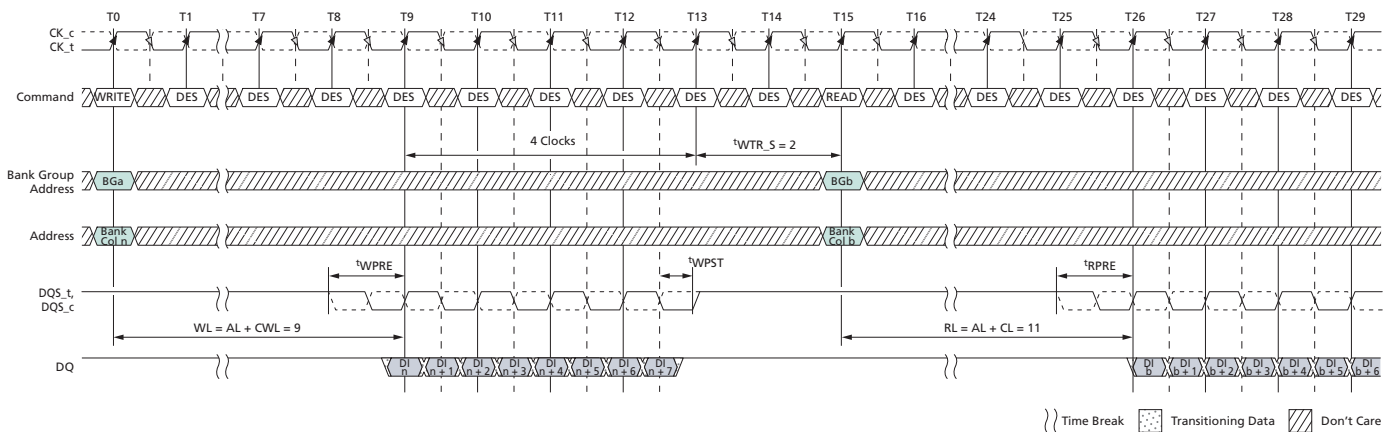 T0 T1 T7 T8 T9 T10 T11 T12 T13 T14 T15 T16 T24 T25 T26 T27 T28 T29
CK_c
CK_t
Command WRITE DES DES DES DES DES DES DES DES DES READ DES DES DES DES DES DES DES
4 Clocks tWTR_S = 2
Bank Group
Address
BGa BGb
Address
Bank
Col n
Bank
Col b
tWPRE tWPST tRPRE
DQS_t,
DQS_c
WL = AL + CWL = 9 RL = AL + CL = 11
DQ
DI
n
DI
n + 1
DI
n + 2
DI
n + 3
DI
n + 4
DI
n + 5
DI
n + 6
DI
n + 7
DI
b
DI
b + 1
DI
b + 2
DI
b + 3
DI
b + 4
DI
b + 5
DI
b + 6
Time Break Transitioning Data Don't Care